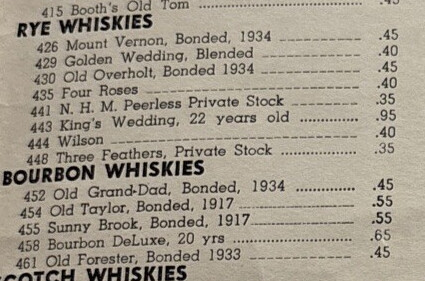 415 Booth's Old Tom .45
RYE WHISKIES
426 Mount Vernon, Bonded, 1934 .45
429 Golden Wedding, Blended .40
430 Old Overholt, Bonded 1934 .45
435 Four Roses .40
441 N. H. M. Peerless Private Stock .35
443 King's Wedding, 22 years old .95
444 Wilson .40
448 Three Feathers, Private Stock .35
BOURBON WHISKIES
452 Old Grand-Dad, Bonded, 1934 .45
454 Old Taylor, Bonded, 1917 .55
455 Sunny Brook, Bonded, 1917 .55
458 Bourbon DeLuxe, 20 yrs .65
461 Old Forester, Bonded 1933 .45
SCOTCH WHISKIES